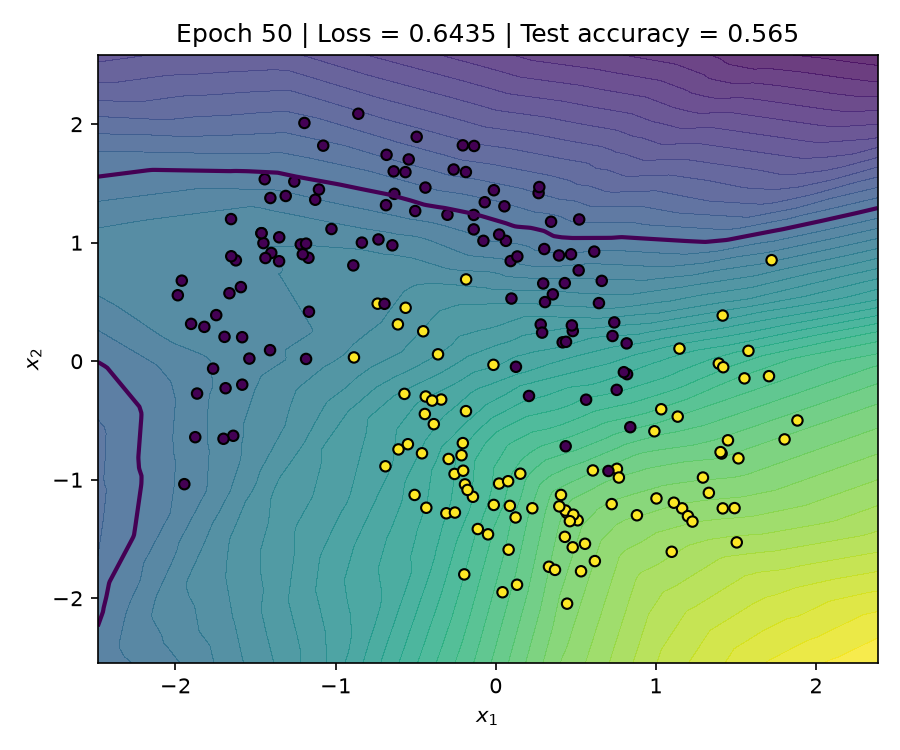 Epoch 50 | Loss = 0.6435 | Test accuracy = 0.565
2
1
0
−1
−2
x₂
−2 −1 0 1 2
x₁